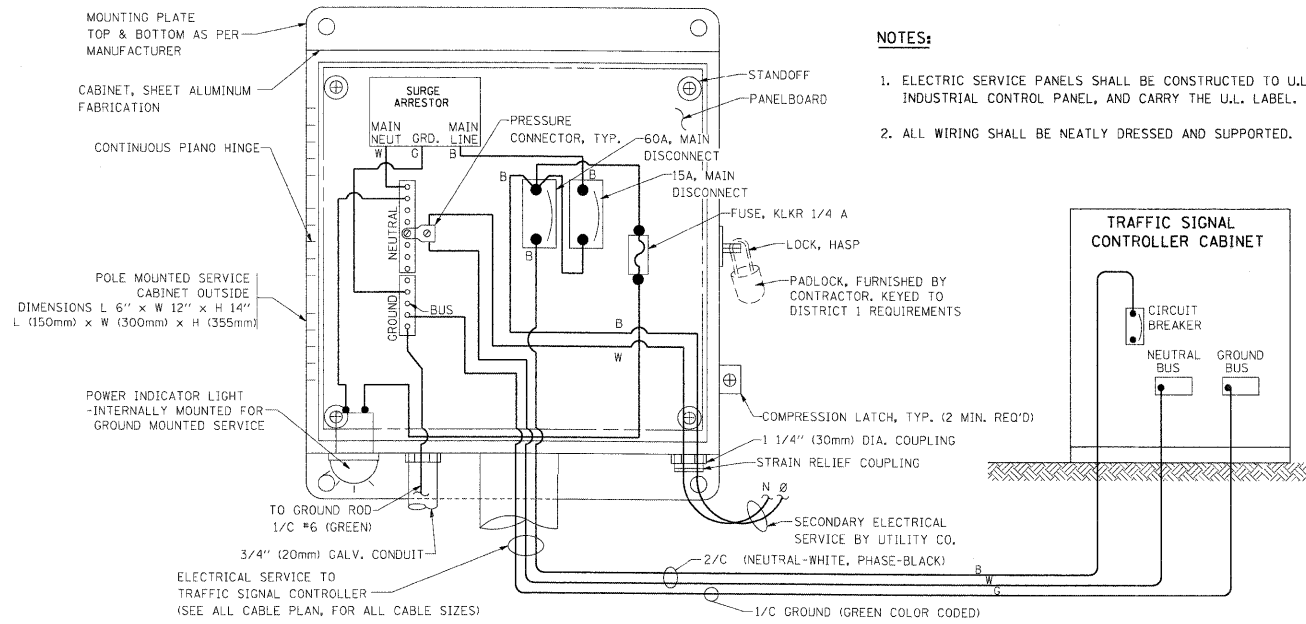 MOUNTING PLATE
TOP & BOTTOM AS PER
MANUFACTURER
CABINET, SHEET ALUMINUM
FABRICATION
CONTINUOUS PIANO HINGE
POLE MOUNTED SERVICE
CABINET OUTSIDE
DIMENSIONS L 6" x W 12" x H 14"
L (150mm) x W (300mm) x H (355mm)
POWER INDICATOR LIGHT
-INTERNALLY MOUNTED FOR
GROUND MOUNTED SERVICE
SURGE
ARRESTOR
MAIN
NEUT
GRD.
MAIN
LINE
W
G
B
PRESSURE
CONNECTOR, TYP.
NEUTRAL
GROUND
BUS
B
B
B
B
W
STANDOFF
PANELBOARD
60A, MAIN
DISCONNECT
15A, MAIN
DISCONNECT
FUSE, KLKR 1/4 A
LOCK, HASP
PADLOCK, FURNISHED BY
CONTRACTOR. KEYED TO
DISTRICT 1 REQUIREMENTS
COMPRESSION LATCH, TYP. (2 MIN. REQ'D)
1 1/4" (30mm) DIA. COUPLING
STRAIN RELIEF COUPLING
N Ø
SECONDARY ELECTRICAL
SERVICE BY UTILITY CO.
TO GROUND ROD
1/C #6 (GREEN)
3/4" (20mm) GALV. CONDUIT
ELECTRICAL SERVICE TO
TRAFFIC SIGNAL CONTROLLER
(SEE ALL CABLE PLAN, FOR ALL CABLE SIZES)
2/C (NEUTRAL-WHITE, PHASE-BLACK)
B
W
G
1/C GROUND (GREEN COLOR CODED)
NOTES:
1. ELECTRIC SERVICE PANELS SHALL BE CONSTRUCTED TO U.L
INDUSTRIAL CONTROL PANEL, AND CARRY THE U.L. LABEL.
2. ALL WIRING SHALL BE NEATLY DRESSED AND SUPPORTED.
TRAFFIC SIGNAL
CONTROLLER CABINET
CIRCUIT
BREAKER
NEUTRAL
BUS
GROUND
BUS